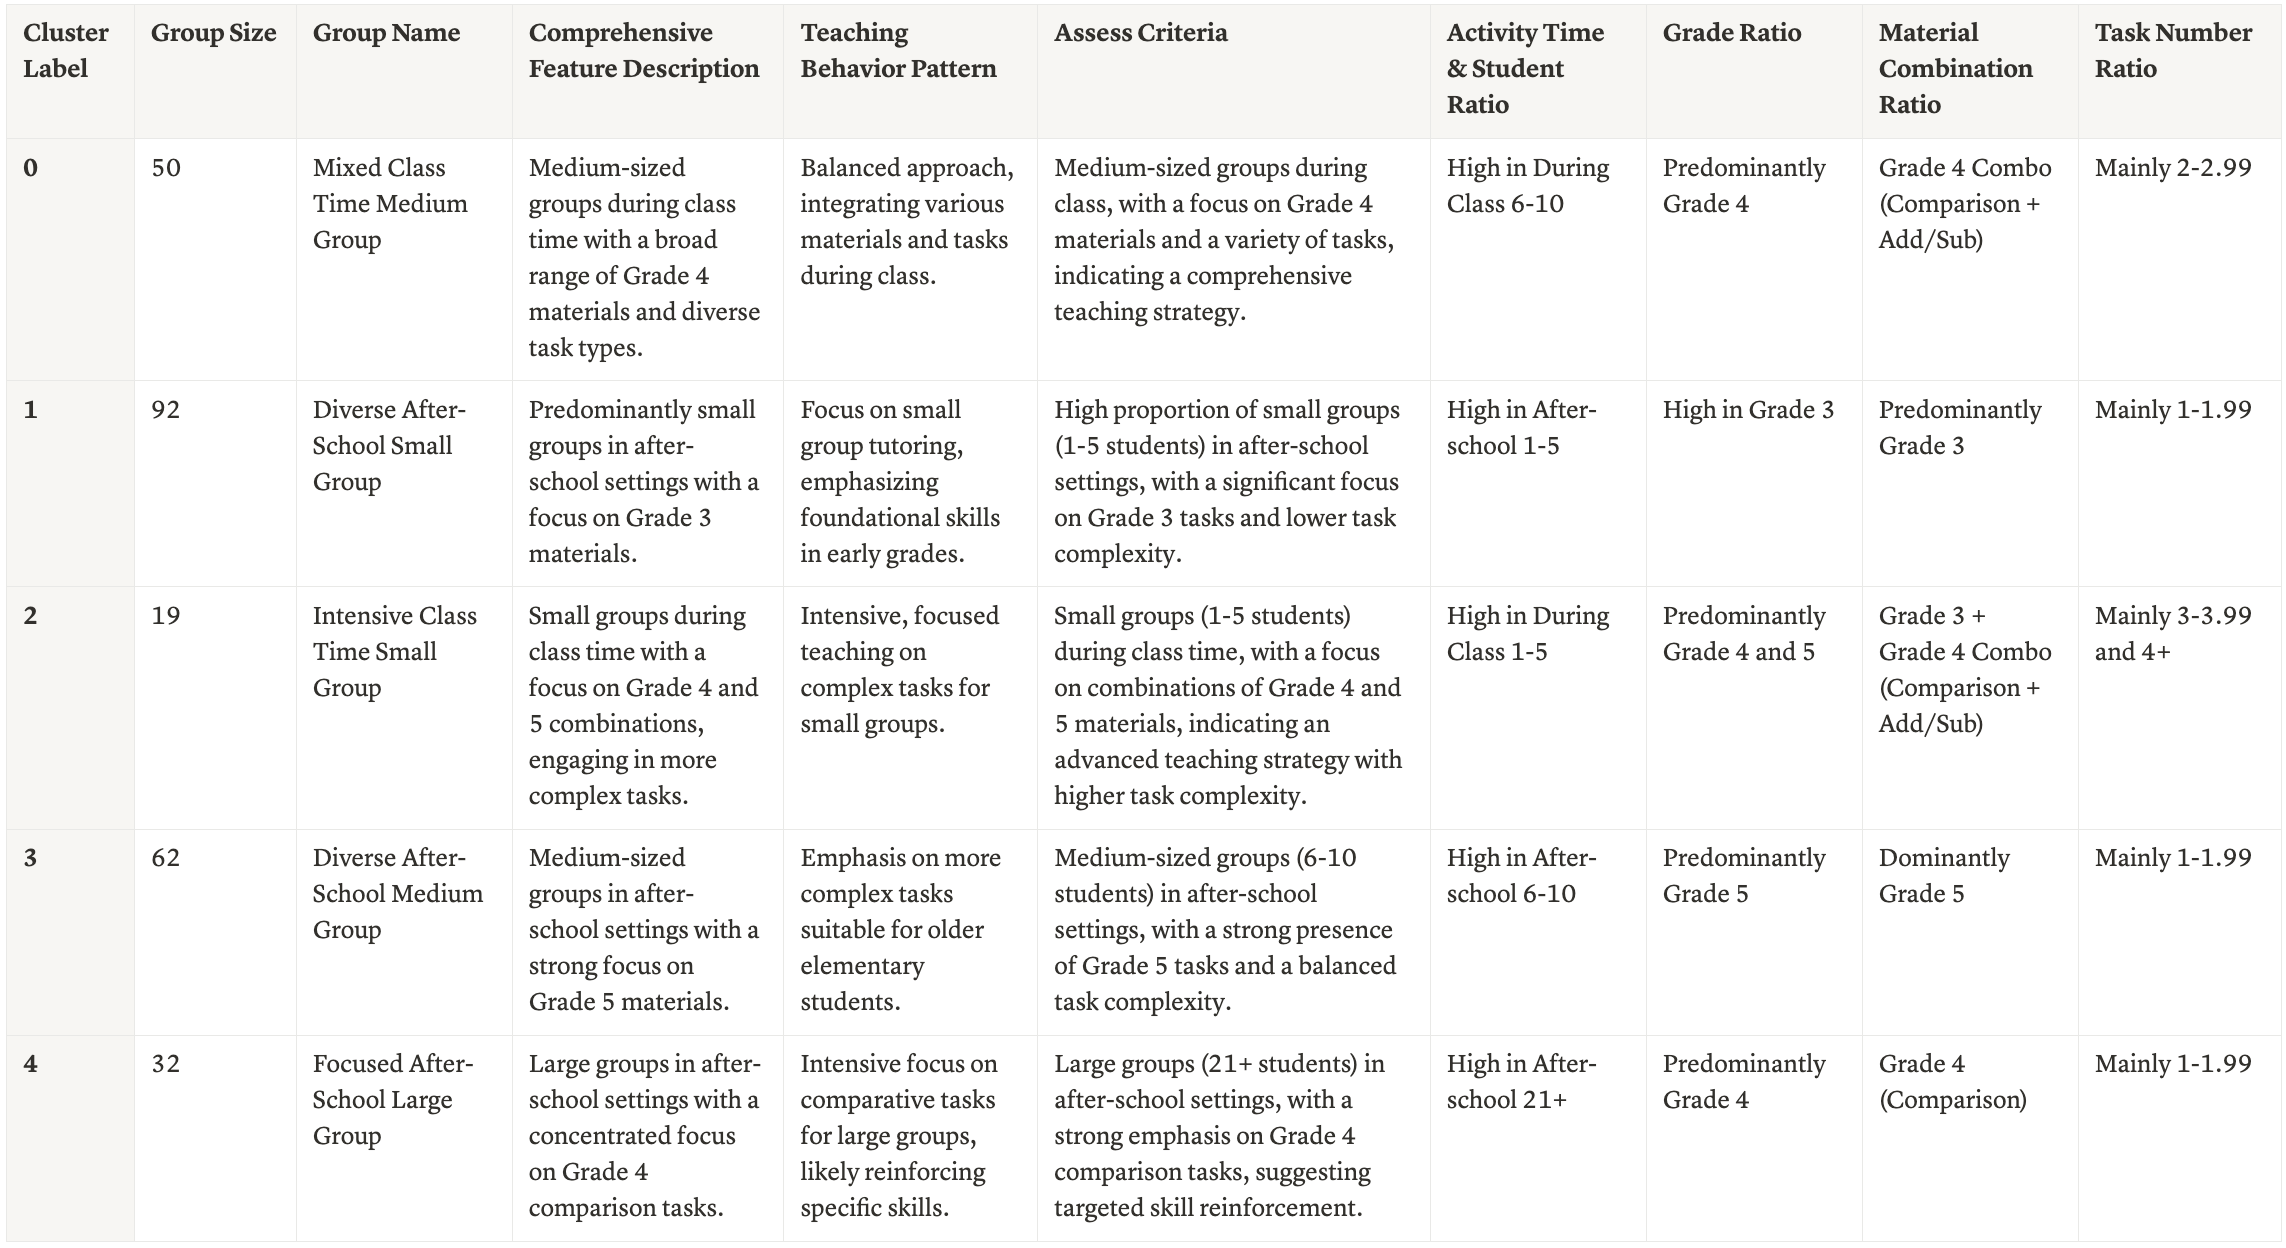 Cluster Label
Group Size
Group Name
Comprehensive Feature Description
Teaching Behavior Pattern
Assess Criteria
Activity Time & Student Ratio
Grade Ratio
Material Combination Ratio
Task Number Ratio
0
50
Mixed Class
Time Medium
Group
Medium-sized
groups during class
time with a broad
range of Grade 4
materials and diverse
task types.
Balanced approach,
integrating various
materials and tasks
during class.
Medium-sized groups during
class, with a focus on Grade 4
materials and a variety of tasks,
indicating a comprehensive
teaching strategy.
High in During
Class 6-10
Predominantly
Grade 4
Grade 4 Combo
(Comparison +
Add/Sub)
Mainly 2-2.99
1
92
Diverse After-
School Small
Group
Predominantly small
groups in after-
school settings with a
focus on Grade 3
materials.
Focus on small
group tutoring,
emphasizing
foundational skills
in early grades.
High proportion of small groups
(1-5 students) in after-school
settings, with a significant focus
on Grade 3 tasks and lower task
complexity.
High in After-
school 1-5
High in Grade 3
Predominantly
Grade 3
Mainly 1-1.99
2
19
Intensive Class
Time Small
Group
Small groups during
class time with a
focus on Grade 4 and
5 combinations,
engaging in more
complex tasks.
Intensive, focused
teaching on
complex tasks for
small groups.
Small groups (1-5 students)
during class time, with a focus
on combinations of Grade 4 and
5 materials, indicating an
advanced teaching strategy with
higher task complexity.
High in During
Class 1-5
Predominantly
Grade 4 and 5
Grade 3 +
Grade 4 Combo
(Comparison +
Add/Sub)
Mainly 3-3.99
and 4+
3
62
Diverse After-
School Medium
Group
Medium-sized
groups in after-
school settings with a
strong focus on
Grade 5 materials.
Emphasis on more
complex tasks
suitable for older
elementary
students.
Medium-sized groups (6-10
students) in after-school
settings, with a strong presence
of Grade 5 tasks and a balanced
task complexity.
High in After-
school 6-10
Predominantly
Grade 5
Dominantly
Grade 5
Mainly 1-1.99
4
32
Focused After-
School Large
Group
Large groups in after-
school settings with a
concentrated focus
on Grade 4
comparison tasks.
Intensive focus on
comparative tasks
for large groups,
likely reinforcing
specific skills.
Large groups (21+ students) in
after-school settings, with a
strong emphasis on Grade 4
comparison tasks, suggesting
targeted skill reinforcement.
High in After-
school 21+
Predominantly
Grade 4
Grade 4
(Comparison)
Mainly 1-1.99